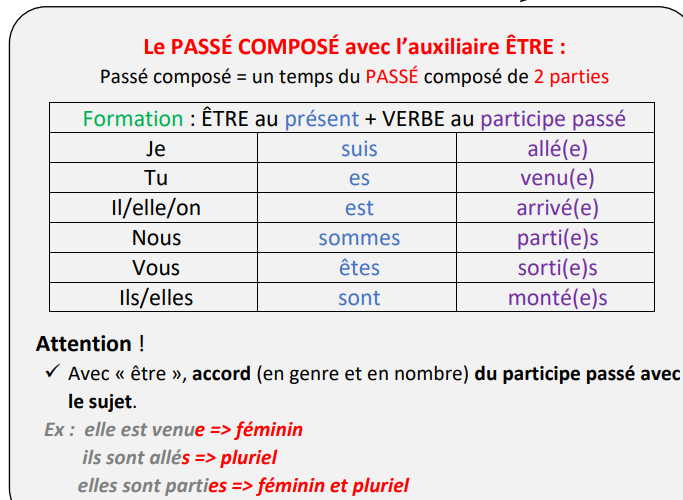 Le PASSÉ COMPOSÉ avec l’auxiliaire ÊTRE :
Passé composé = un temps du PASSÉ composé de 2 parties
Formation : ÊTRE au présent + VERBE au participe passé
Je suis allé(e)
Tu es venu(e)
Il/elle/on est arrivé(e)
Nous sommes parti(e)s
Vous êtes sorti(e)s
Ils/elles sont monté(e)s
Attention !
✓ Avec « être », accord (en genre et en nombre) du participe passé avec
le sujet.
Ex : elle est venue => féminin
ils sont allés => pluriel
elles sont parties => féminin et pluriel